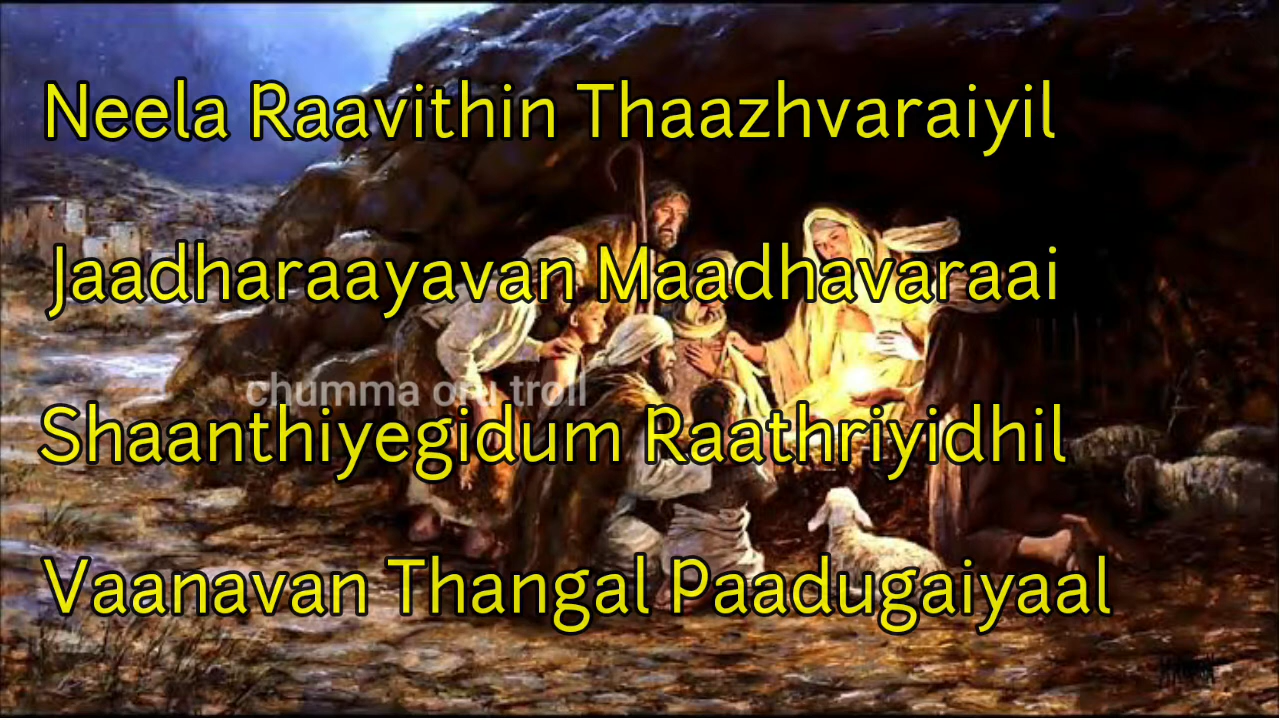 Neela Raavithin Thaazhvaraiyil
Jaadharaayavan Maadhavaraai
chumma oru troll
Shaanthiyegidum Raathriyidhil
Vaanavan Thangal Paadugaiyaal